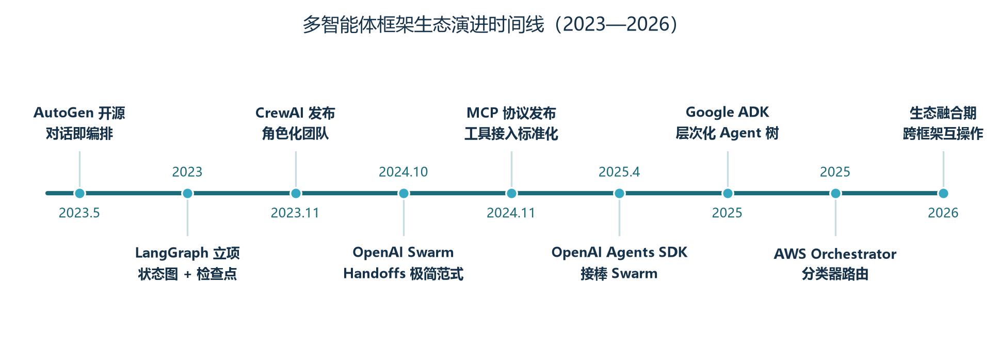 多智能体框架生态演进时间线（2023—2026）
AutoGen 开源
对话即编排
2023.5
2023
LangGraph 立项
状态图 + 检查点
CrewAI 发布
角色化团队
2023.11
2024.10
OpenAI Swarm
Handoffs 极简范式
MCP 协议发布
工具接入标准化
2024.11
2025.4
OpenAI Agents SDK
接棒 Swarm
Google ADK
层次化 Agent 树
2025
2025
AWS Orchestrator
分类器路由
生态融合期
跨框架互操作
2026